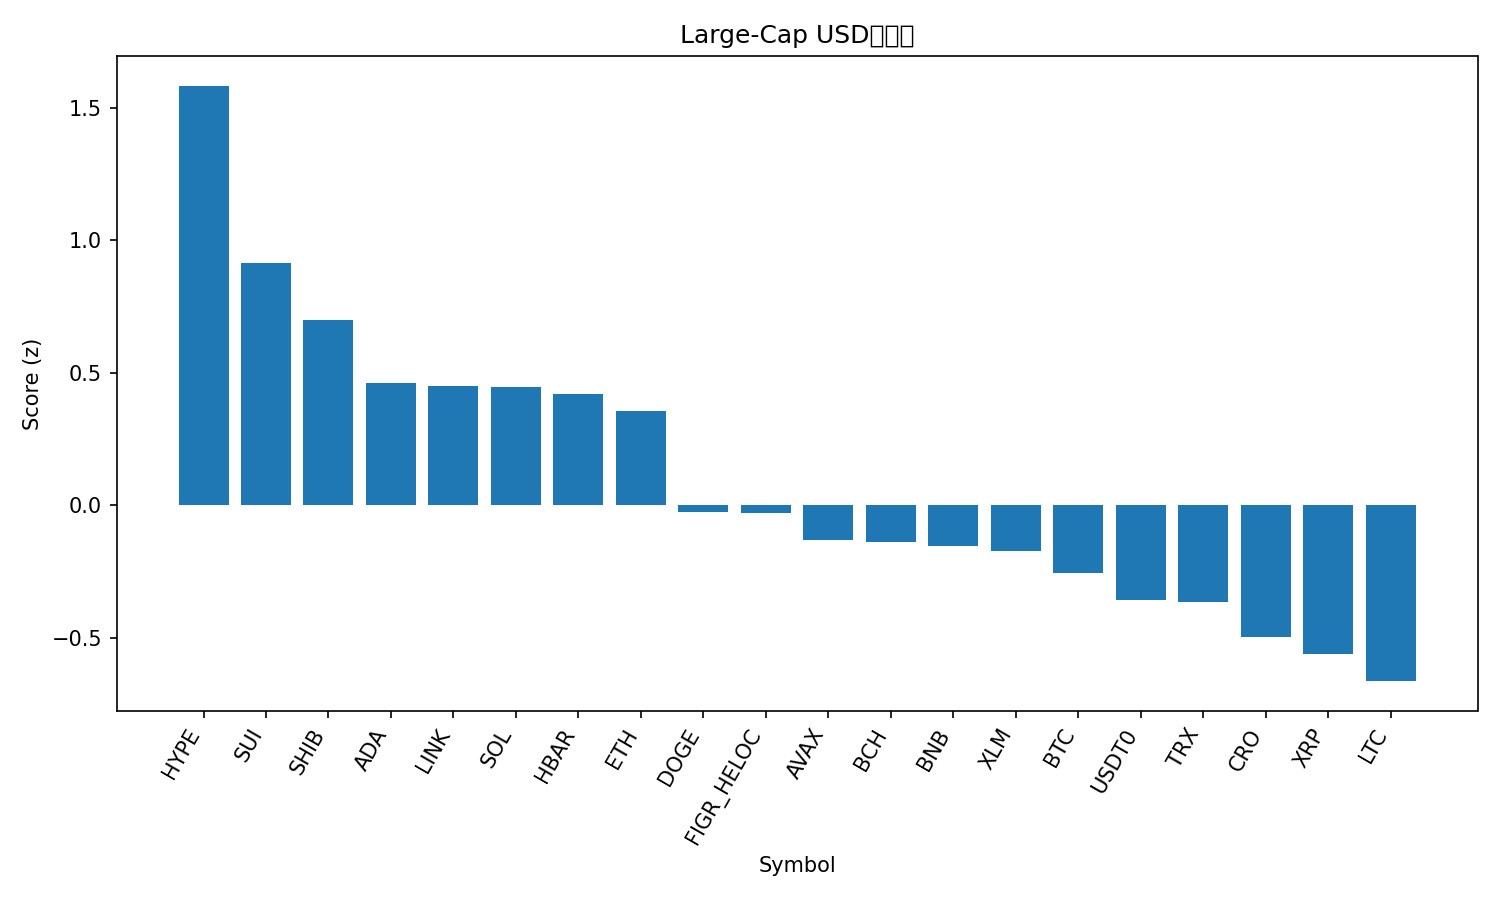 Large-Cap USD
Score (z)
1.5
1.0
0.5
0.0
−0.5
HYPE
SUI
SHIB
ADA
LINK
SOL
HBAR
ETH
DOGE
FIGR_HELOC
AVAX
BCH
BNB
XLM
BTC
USDT0
TRX
CRO
XRP
LTC
Symbol